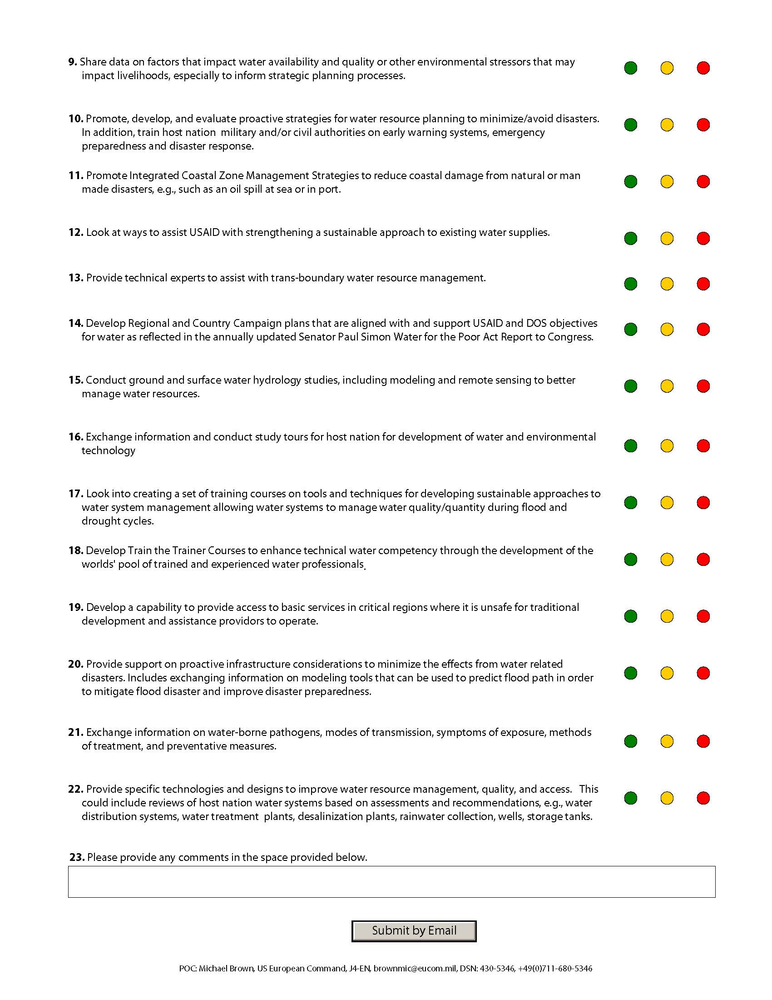 9. Share data on factors that impact water availability and quality or other environmental stressors that may
impact livelihoods, especially to inform strategic planning processes.
10. Promote, develop, and evaluate proactive strategies for water resource planning to minimize/avoid disasters.
In addition, train host nation  military and/or civil authorities on early warning systems, emergency
preparedness and disaster response.
11. Promote Integrated Coastal Zone Management Strategies to reduce coastal damage from natural or man
made disasters, e.g., such as an oil spill at sea or in port.
12. Look at ways to assist USAID with strengthening a sustainable approach to existing water supplies.
13. Provide technical experts to assist with trans-boundary water resource management.
14. Develop Regional and Country Campaign plans that are aligned with and support USAID and DOS objectives
for water as reflected in the annually updated Senator Paul Simon Water for the Poor Act Report to Congress.
15. Conduct ground and surface water hydrology studies, including modeling and remote sensing to better
manage water resources.
16. Exchange information and conduct study tours for host nation for development of water and environmental
technology
17. Look into creating a set of training courses on tools and techniques for developing sustainable approaches to
water system management allowing water systems to manage water quality/quantity during flood and
drought cycles.
18. Develop Train the Trainer Courses to enhance technical water competency through the development of the
worlds' pool of trained and experienced water professionals.
19. Develop a capability to provide access to basic services in critical regions where it is unsafe for traditional
development and assistance providors to operate.
20. Provide support on proactive infrastructure considerations to minimize the effects from water related
disasters. Includes exchanging information on modeling tools that can be used to predict flood path in order
to mitigate flood disaster and improve disaster preparedness.
21. Exchange information on water-borne pathogens, modes of transmission, symptoms of exposure, methods
of treatment, and preventative measures.
22. Provide specific technologies and designs to improve water resource management, quality, and access.   This
could include reviews of host nation water systems based on assessments and recommendations, e.g., water
distribution systems, water treatment  plants, desalinization plants, rainwater collection, wells, storage tanks.
23. Please provide any comments in the space provided below.
Submit by Email
POC: Michael Brown, US European Command, J4-EN, brownmic@eucom.mil, DSN: 430-5346, +49(0)711-680-5346